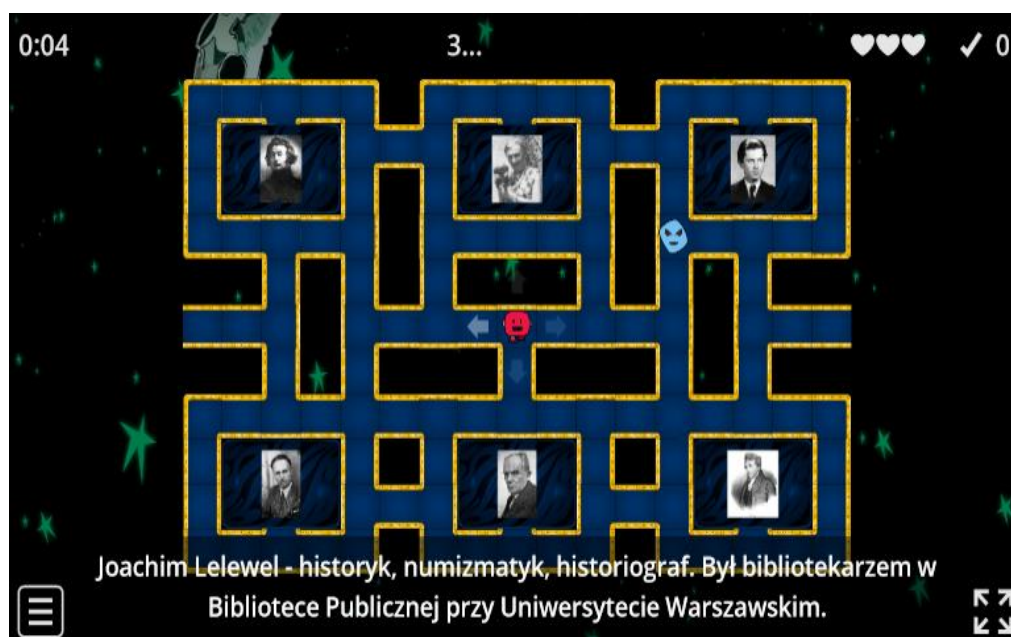 0:04
3...
0
Joachim Lelewel - historyk, numizmatyk, historiograf. Był bibliotekarzem w
Bibliotece Publicznej przy Uniwersytecie Warszawskim.